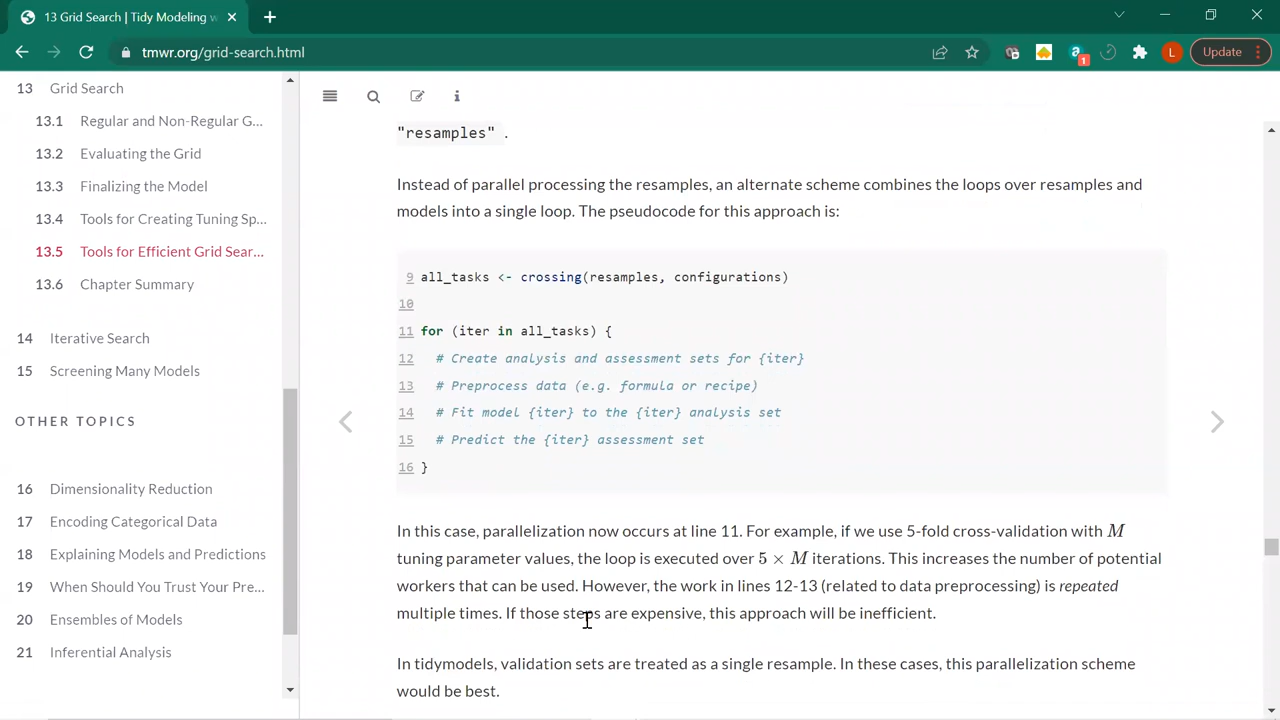 13 Grid Search | Tidy Modeling w
tmwr.org/grid-search.html
1
L
Update
13 Grid Search
13.1 Regular and Non-Regular G...
13.2 Evaluating the Grid
13.3 Finalizing the Model
13.4 Tools for Creating Tuning Sp...
13.5 Tools for Efficient Grid Sear...
13.6 Chapter Summary
14 Iterative Search
15 Screening Many Models
OTHER TOPICS
16 Dimensionality Reduction
17 Encoding Categorical Data
18 Explaining Models and Predictions
19 When Should You Trust Your Pre...
20 Ensembles of Models
21 Inferential Analysis
"resamples" .
Instead of parallel processing the resamples, an alternate scheme combines the loops over resamples and
models into a single loop. The pseudocode for this approach is:
9 all_tasks <- crossing(resamples, configurations)
10
11 for (iter in all_tasks) {
12 # Create analysis and assessment sets for {iter}
13 # Preprocess data (e.g. formula or recipe)
14 # Fit model {iter} to the {iter} analysis set
15 # Predict the {iter} assessment set
16 }
In this case, parallelization now occurs at line 11. For example, if we use 5-fold cross-validation with M
tuning parameter values, the loop is executed over 5 × M iterations. This increases the number of potential
workers that can be used. However, the work in lines 12-13 (related to data preprocessing) is repeated
multiple times. If those steps are expensive, this approach will be inefficient.
In tidymodels, validation sets are treated as a single resample. In these cases, this parallelization scheme
would be best.